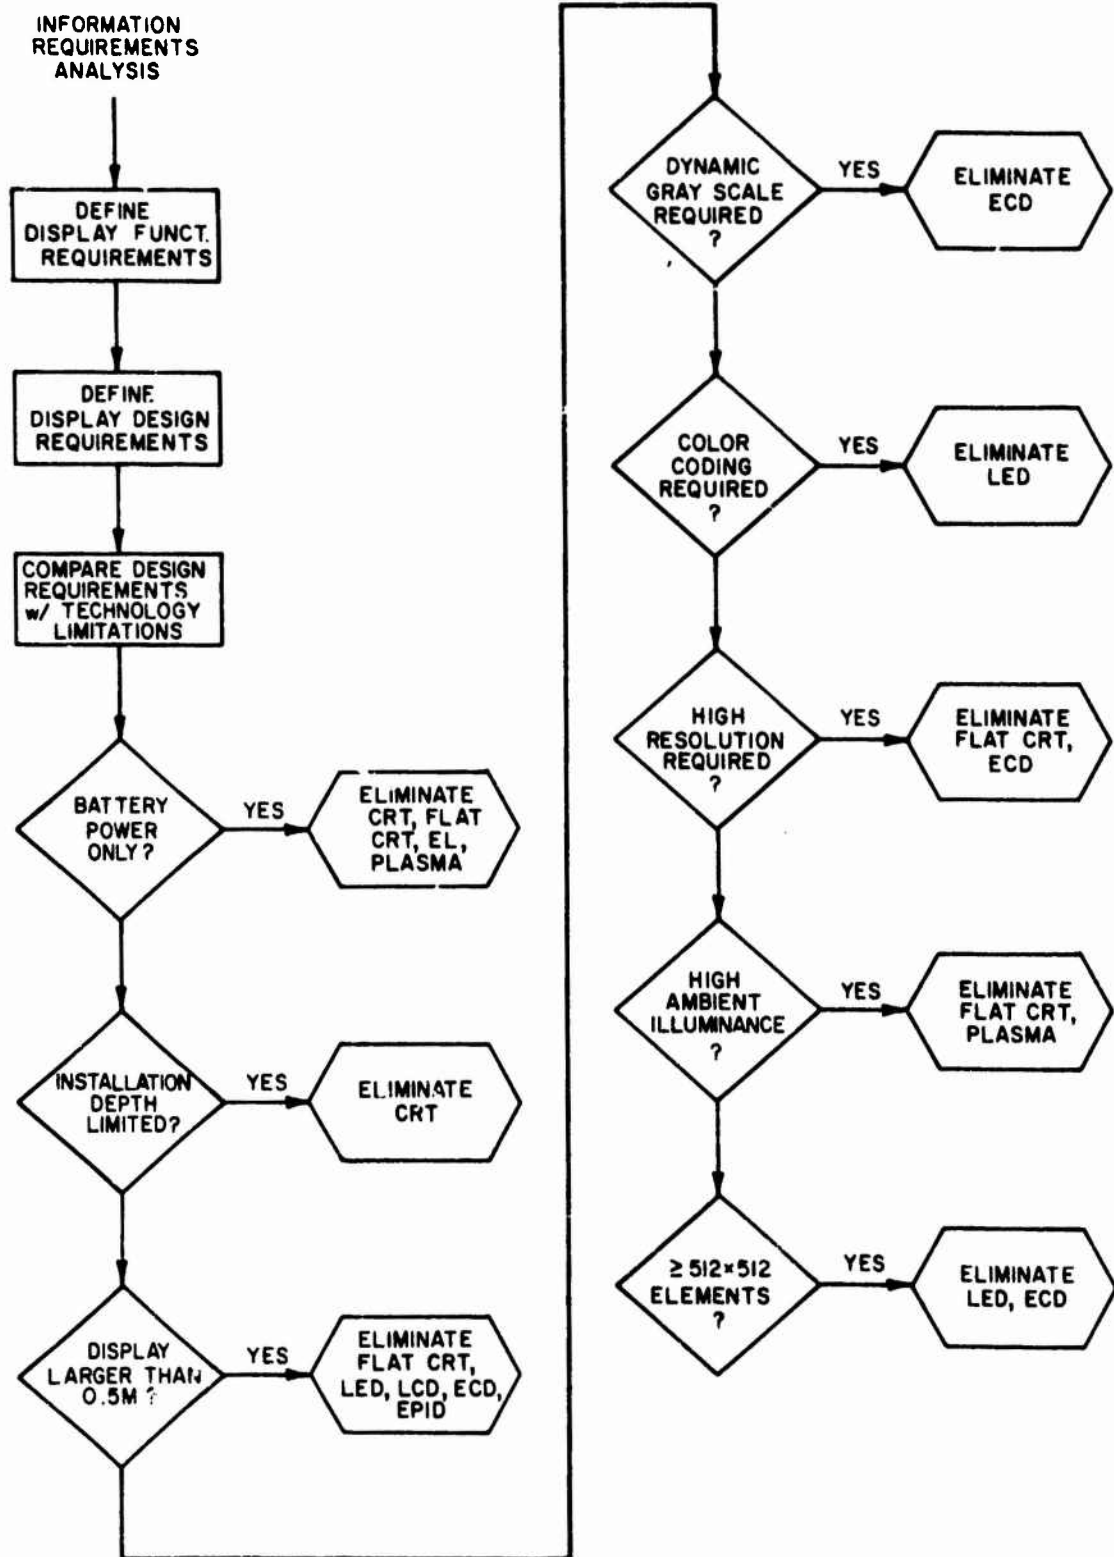 INFORMATION
REQUIREMENTS
ANALYSIS
DEFINE
DISPLAY FUNCT.
REQUIREMENTS
DEFINE
DISPLAY DESIGN
REQUIREMENTS
COMPARE DESIGN
REQUIREMENTS
w/ TECHNOLOGY
LIMITATIONS
BATTERY
POWER
ONLY?
YES
ELIMINATE
CRT, FLAT
CRT, EL,
PLASMA
INSTALLATION
DEPTH
LIMITED?
YES
ELIMINATE
CRT
DISPLAY
LARGER THAN
0.5M?
YES
ELIMINATE
FLAT CRT,
LED, LCD, ECD,
EPID
DYNAMIC
GRAY SCALE
REQUIRED
?
YES
ELIMINATE
ECD
COLOR
CODING
REQUIRED
?
YES
ELIMINATE
LED
HIGH
RESOLUTION
REQUIRED
?
YES
ELIMINATE
FLAT CRT,
ECD
HIGH
AMBIENT
ILLUMINANCE
?
YES
ELIMINATE
FLAT CRT,
PLASMA
≥ 512×512
ELEMENTS
?
YES
ELIMINATE
LED, ECD